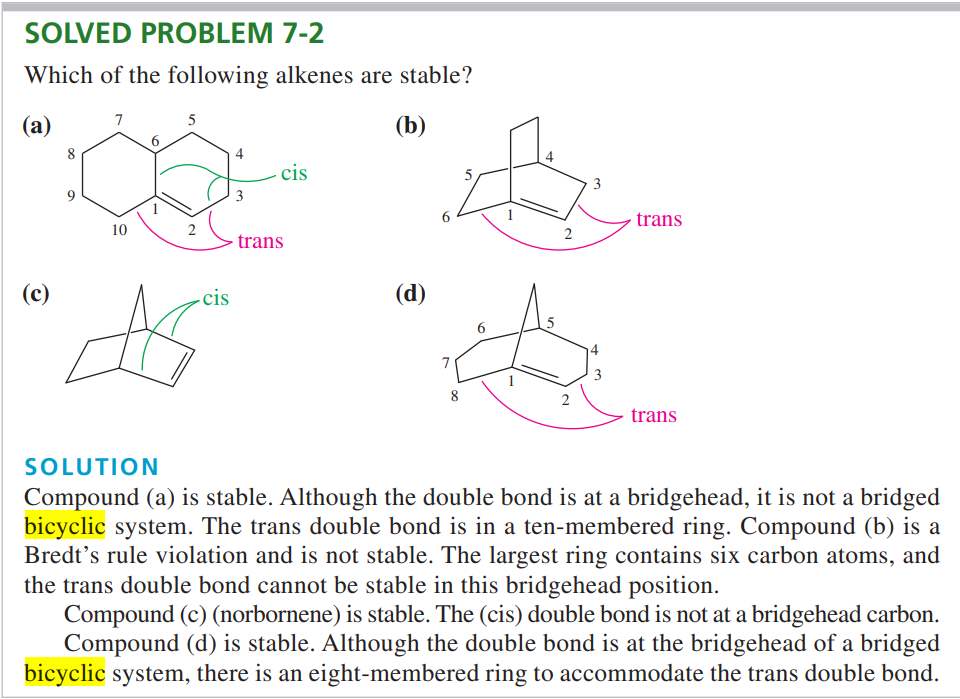 SOLVED PROBLEM 7-2
Which of the following alkenes are stable?
(a)
7
5
6
8
4
cis
9
3
1
10
2
trans
(b)
4
5
3
6
1
trans
2
(c)
cis
(d)
6
5
4
7
3
1
8
2
trans
SOLUTION
Compound (a) is stable. Although the double bond is at a bridgehead, it is not a bridged
bicyclic system. The trans double bond is in a ten-membered ring. Compound (b) is a
Bredt’s rule violation and is not stable. The largest ring contains six carbon atoms, and
the trans double bond cannot be stable in this bridgehead position.
Compound (c) (norbornene) is stable. The (cis) double bond is not at a bridgehead carbon.
Compound (d) is stable. Although the double bond is at the bridgehead of a bridged
bicyclic system, there is an eight-membered ring to accommodate the trans double bond.